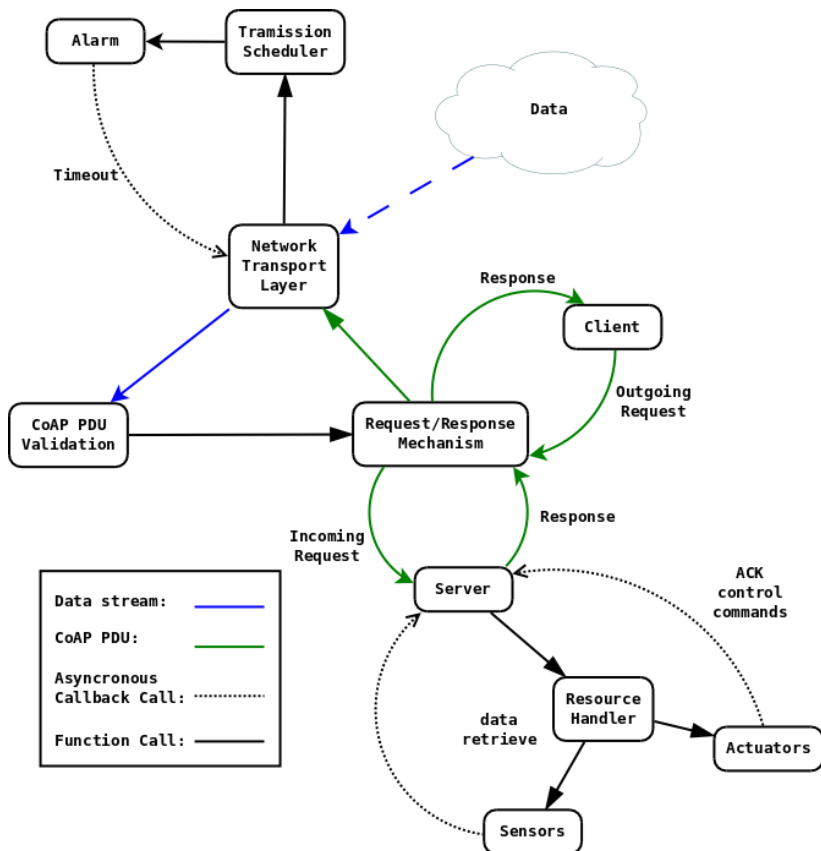 Alarm
Tramission
Scheduler
Data
Timeout
Network
Transport
Layer
Response
Client
Outgoing
Request
CoAP PDU
Validation
Request/Response
Mechanism
Incoming
Request
Response
Server
ACK
control
commands
Data stream:
CoAP PDU:
Asyncronous
Callback Call:
Function Call:
Resource
Handler
data
retrieve
Actuators
Sensors